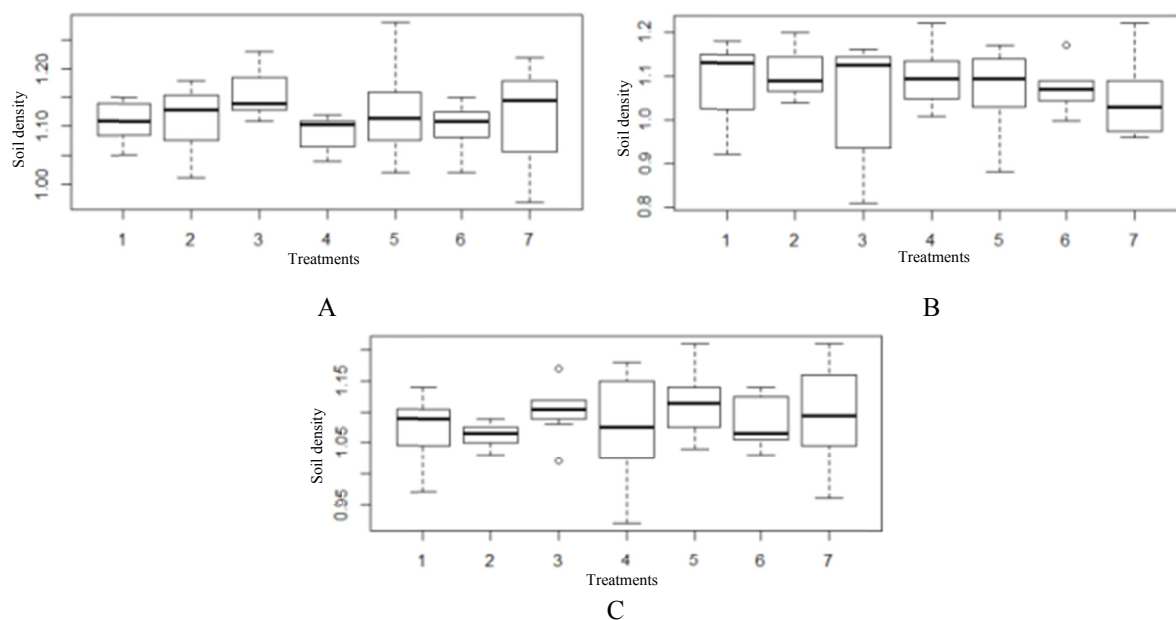 Soil density
1.20
1.10
1.00
1 2 3 4 5 6 7
Treatments
A
Soil density
1.2
1.1
1.0
0.9
0.8
1 2 3 4 5 6 7
Treatments
B
Soil density
1.15
1.05
0.95
1 2 3 4 5 6 7
Treatments
C